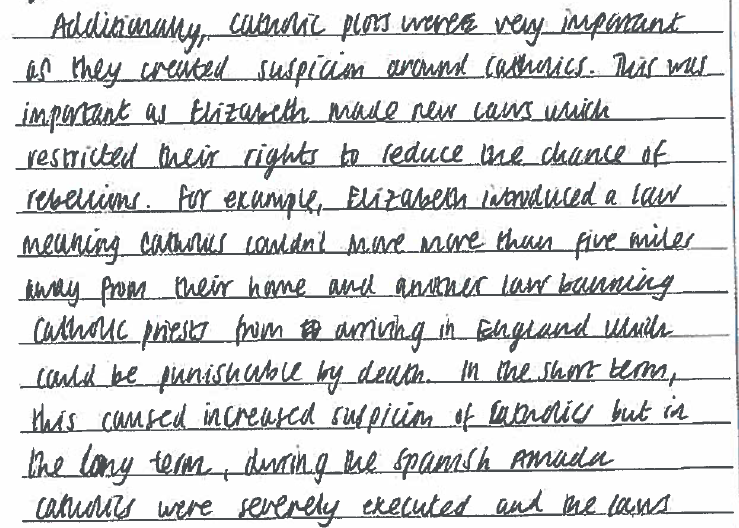 Additionally, catholic plots were very important
as they created suspicion around catholics. This was
important as Elizabeth made new laws which
restricted their rights to reduce the chance of
rebellions. For example, Elizabeth introduced a law
meaning catholics couldn't move more than five miles
away from their home and another law banning
Catholic priests from arriving in England which
could be punishable by death. In the short term,
this caused increased suspicion of Catholics but in
the long term, during the Spanish Amada
catholics were severely executed and the laws